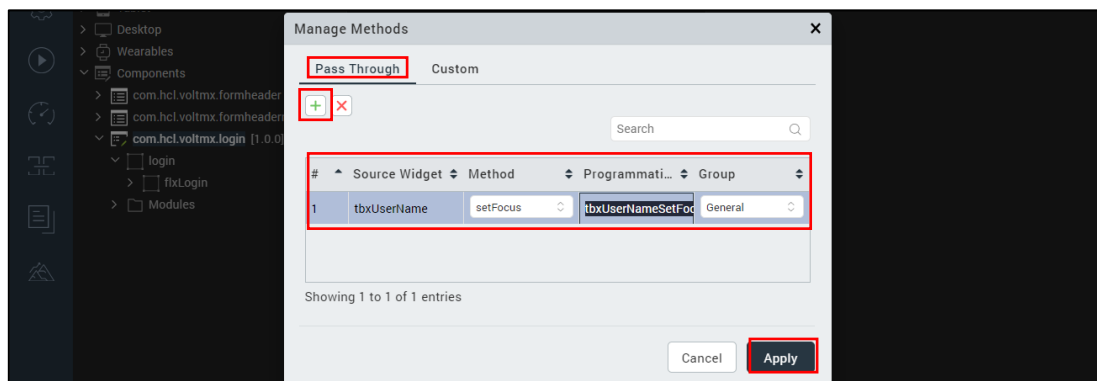 Desktop
Wearables
Components
com.hcl.voltmx.formheader
com.hcl.voltmx.formheader
com.hcl.voltmx.login [1.0.0]
login
flxLogin
Modules
Manage Methods
Pass Through Custom
Search
# Source Widget Method Programmati... Group
1 tbxUserName setFocus tbxUserNameSetFoc General
Showing 1 to 1 of 1 entries
Cancel Apply